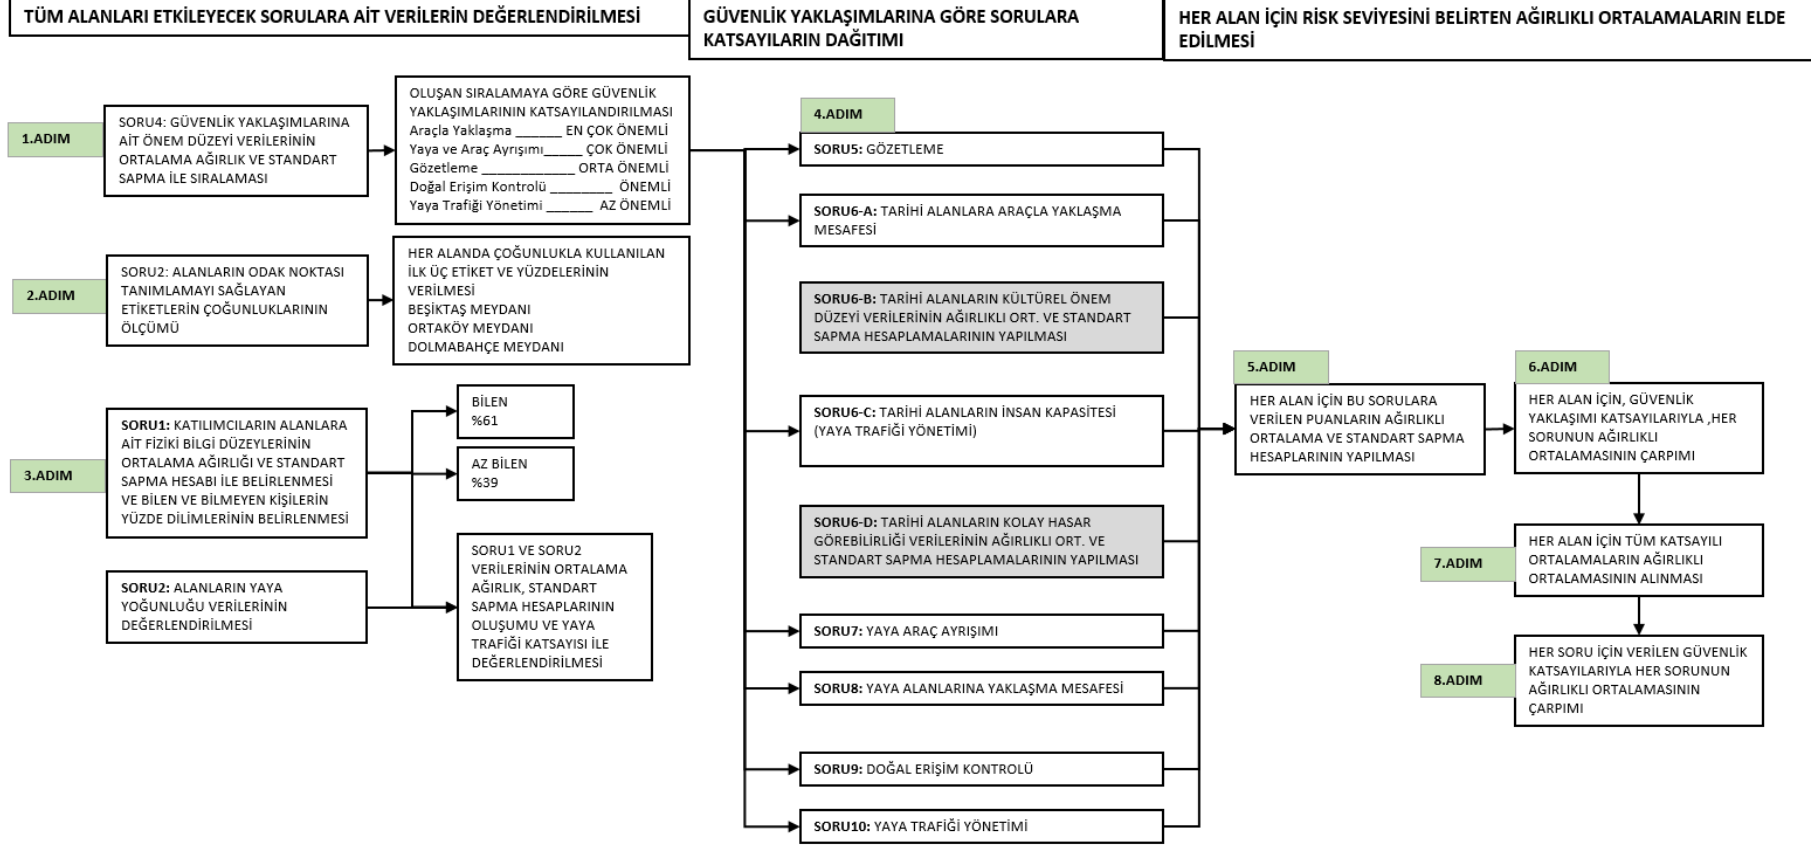 TÜM ALANLARI ETKİLEYECEK SORULARA AİT VERİLERİN DEĞERLENDİRİLMESİ
GÜVENLİK YAKLAŞIMLARINA GÖRE SORULARA
KATSAYILARIN DAĞITIMI
HER ALAN İÇİN RİSK SEVİYESİNİ BELİRTEN AĞIRLIKLI ORTALAMALARIN ELDE
EDİLMESİ
1.ADIM
SORU4: GÜVENLİK YAKLAŞIMLARINA
AİT ÖNEM DÜZEYİ VERİLERİNİN
ORTALAMA AĞIRLIK VE STANDART
SAPMA İLE SIRALAMASI
OLUŞAN SIRALAMAYA GÖRE GÜVENLİK
YAKLAŞIMLARININ KATSAYILANDIRILMASI
Araçla Yaklaşma ______ EN ÇOK ÖNEMLİ
Yaya ve Araç Ayrışımı_____ ÇOK ÖNEMLİ
Gözetleme ____________ ORTA ÖNEMLİ
Doğal Erişim Kontrolü ________ ÖNEMLİ
Yaya Trafiği Yönetimi ______ AZ ÖNEMLİ
2.ADIM
SORU2: ALANLARIN ODAK NOKTASI
TANIMLAMAYI SAĞLAYAN
ETİKETLERİN ÇOĞUNLUKLARININ
ÖLÇÜMÜ
HER ALANDA ÇOĞUNLUKLA KULLANILAN
İLK ÜÇ ETİKET VE YÜZDELERİNİN
VERİLMESİ
BEŞİKTAŞ MEYDANI
ORTAKÖY MEYDANI
DOLMABAHÇE MEYDANI
3.ADIM
SORU1: KATILIMCILARIN ALANLARA
AİT FİZİKİ BİLGİ DÜZEYLERİNİN
ORTALAMA AĞIRLIĞI VE STANDART
SAPMA HESABI İLE BELİRLENMESİ
VE BİLEN VE BİLMEYEN KİŞİLERİN
YÜZDE DİLİMLERİNİN BELİRLENMESİ
BİLEN
%61
AZ BİLEN
%39
SORU2: ALANLARIN YAYA
YOĞUNLUĞU VERİLERİNİN
DEĞERLENDİRİLMESİ
SORU1 VE SORU2
VERİLERİNİN ORTALAMA
AĞIRLIK, STANDART
SAPMA HESAPLARININ
OLUŞUMU VE YAYA
TRAFİĞİ KATSAYISI İLE
DEĞERLENDİRİLMESİ
4.ADIM
SORU5: GÖZETLEME
SORU6-A: TARİHİ ALANLARA ARAÇLA YAKLAŞMA
MESAFESİ
SORU6-B: TARİHİ ALANLARIN KÜLTÜREL ÖNEM
DÜZEYİ VERİLERİNİN AĞIRLIKLI ORT. VE STANDART
SAPMA HESAPLAMALARININ YAPILMASI
SORU6-C: TARİHİ ALANLARIN İNSAN KAPASİTESİ
(YAYA TRAFİĞİ YÖNETİMİ)
SORU6-D: TARİHİ ALANLARIN KOLAY HASAR
GÖREBİLİRLİĞİ VERİLERİNİN AĞIRLIKLI ORT. VE
STANDART SAPMA HESAPLAMALARININ YAPILMASI
SORU7: YAYA ARAÇ AYRIŞIMI
SORU8: YAYA ALANLARINA YAKLAŞMA MESAFESİ
SORU9: DOĞAL ERİŞİM KONTROLÜ
SORU10: YAYA TRAFİĞİ YÖNETİMİ
5.ADIM
HER ALAN İÇİN BU SORULARA
VERİLEN PUANLARIN AĞIRLIKLI
ORTALAMA VE STANDART SAPMA
HESAPLARININ YAPILMASI
6.ADIM
HER ALAN İÇİN, GÜVENLİK
YAKLAŞIMI KATSAYILARIYLA ,HER
SORUNUN AĞIRLIKLI
ORTALAMASININ ÇARPIMI
7.ADIM
HER ALAN İÇİN TÜM KATSAYILI
ORTALAMALARIN AĞIRLIKLI
ORTALAMASININ ALINMASI
8.ADIM
HER SORU İÇİN VERİLEN GÜVENLİK
KATSAYILARIYLA HER SORUNUN
AĞIRLIKLI ORTALAMASININ
ÇARPIMI